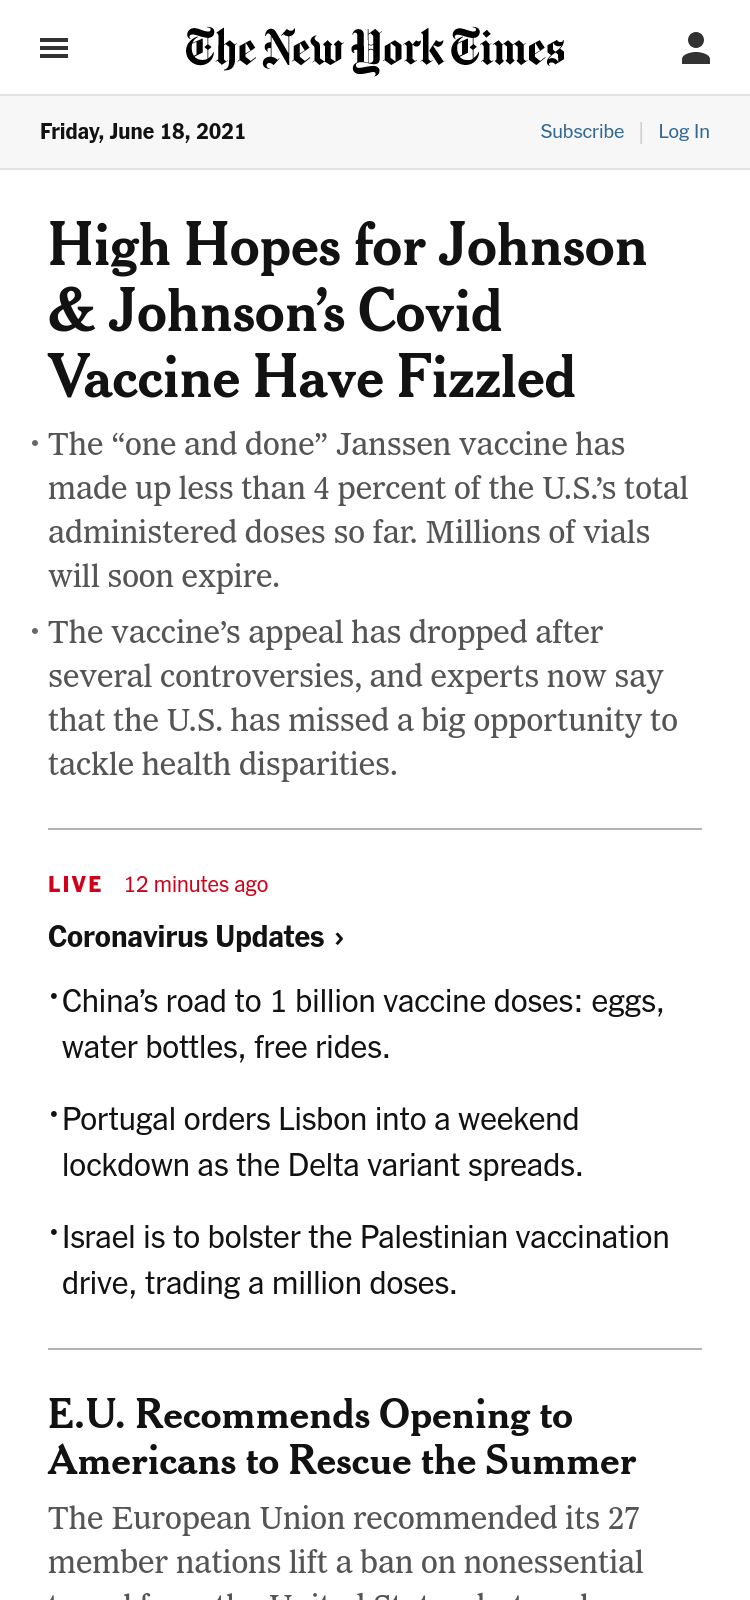 The New York Times
Friday, June 18, 2021
Subscribe | Log In
High Hopes for Johnson
& Johnson’s Covid
Vaccine Have Fizzled
• The “one and done” Janssen vaccine has
made up less than 4 percent of the U.S.’s total
administered doses so far. Millions of vials
will soon expire.
• The vaccine’s appeal has dropped after
several controversies, and experts now say
that the U.S. has missed a big opportunity to
tackle health disparities.
LIVE 12 minutes ago
Coronavirus Updates ›
• China’s road to 1 billion vaccine doses: eggs,
water bottles, free rides.
• Portugal orders Lisbon into a weekend
lockdown as the Delta variant spreads.
• Israel is to bolster the Palestinian vaccination
drive, trading a million doses.
E.U. Recommends Opening to
Americans to Rescue the Summer
The European Union recommended its 27
member nations lift a ban on nonessential